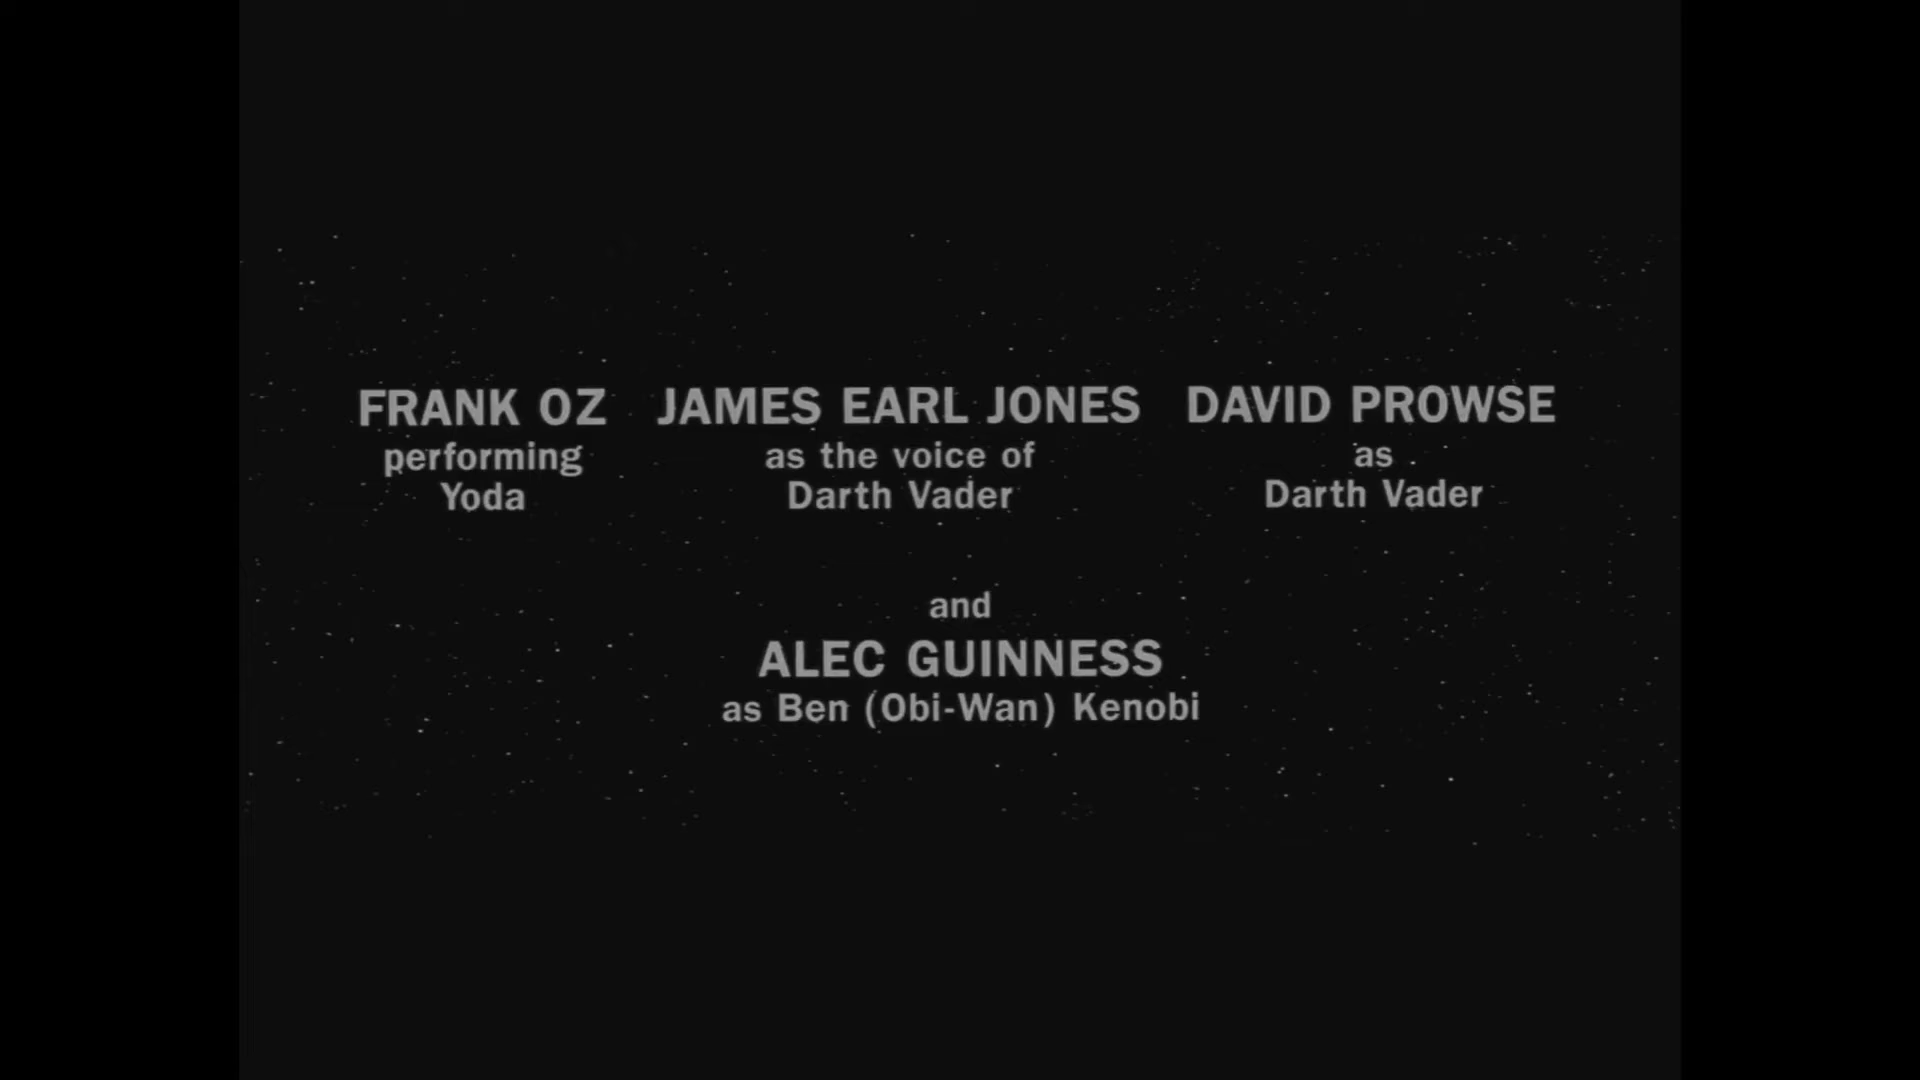 FRANK OZ
performing
Yoda
JAMES EARL JONES
as the voice of
Darth Vader
DAVID PROWSE
as
Darth Vader
and
ALEC GUINNESS
as Ben (Obi-Wan) Kenobi